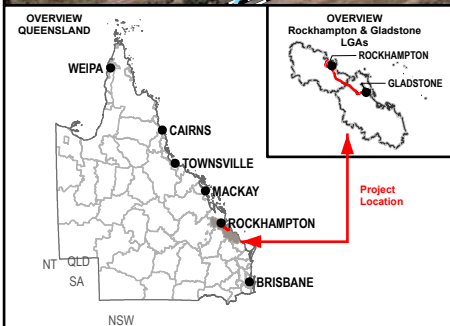 OVERVIEW
QUEENSLAND
WEIPA
CAIRNS
TOWNSVILLE
MACKAY
ROCKHAMPTON
BRISBANE
NT
QLD
SA
NSW
OVERVIEW
Rockhampton & Gladstone
LGAs
ROCKHAMPTON
GLADSTONE
Project
Location